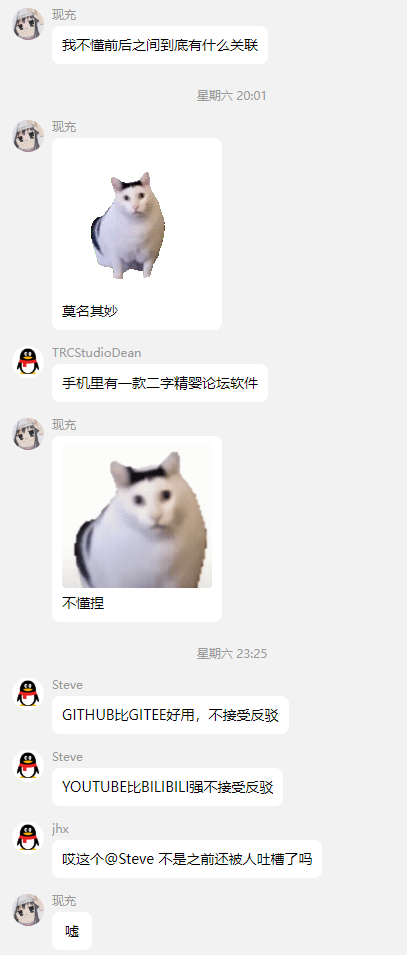 现充
我不懂前后之间到底有什么关联
星期六 20:01
现充
莫名其妙
TRCStudioDean
手机里有一款二字精婴论坛软件
现充
不懂捏
星期六 23:25
Steve
GITHUB比GITEE好用，不接受反驳
Steve
YOUTUBE比BILIBILI强不接受反驳
jhx
哎这个@Steve 不是之前还被人吐槽了吗
现充
嘘